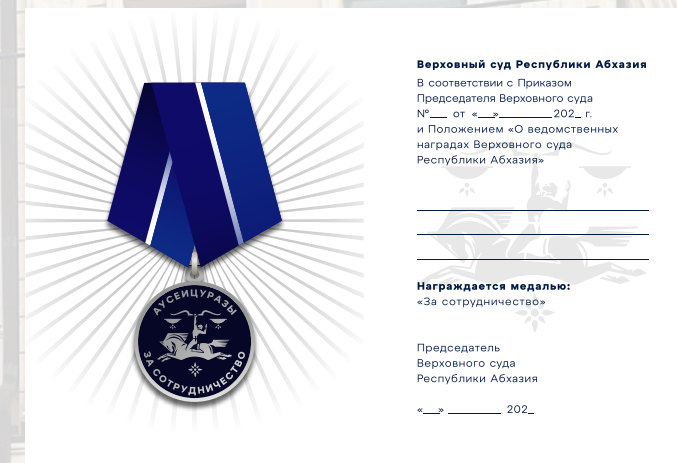 Верховный суд Республики Абхазия
В соответствии с Приказом
Председателя Верховного суда
№___ от «___»_________202_ г.
и Положением «О ведомственных
наградах Верховного суда
Республики Абхазия»
Награждается медалью:
«За сотрудничество»
Председатель
Верховного суда
Республики Абхазия
«___» _________ 202_
АУСЕИЦУРАЗЫ
ЗА СОТРУДНИЧЕСТВО